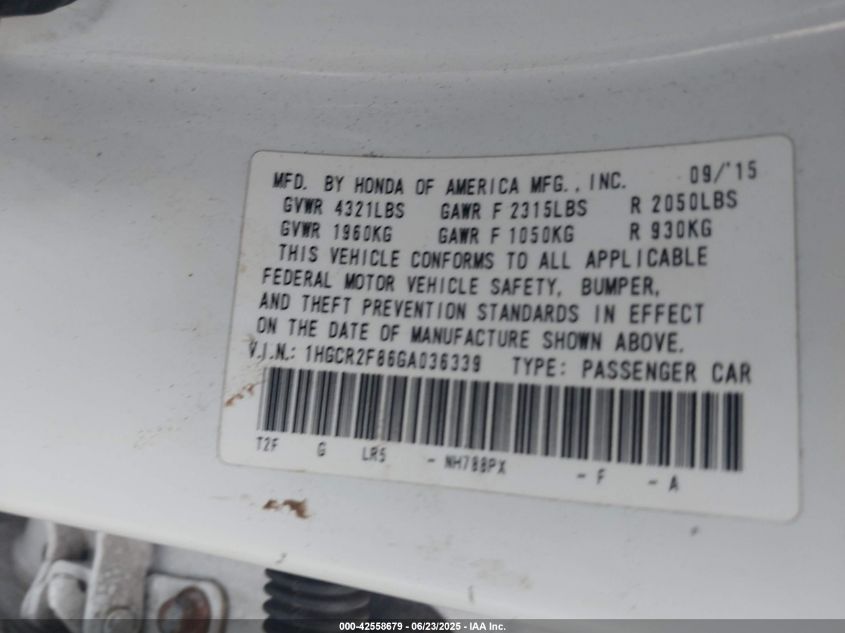 MFD. BY HONDA OF AMERICA MFG., INC. 09/'15
GVWR 4321LBS GAWR F 2315LBS R 2050LBS
GVWR 1960KG GAWR F 1050KG R 930KG
THIS VEHICLE CONFORMS TO ALL APPLICABLE
FEDERAL MOTOR VEHICLE SAFETY, BUMPER,
AND THEFT PREVENTION STANDARDS IN EFFECT
ON THE DATE OF MANUFACTURE SHOWN ABOVE.
V.I.N.: 1HGCR2F86GA036339 TYPE: PASSENGER CAR
T2F G LR5 - NH788PX - F - A
000-42558679 - 06/23/2025 - IAA Inc.